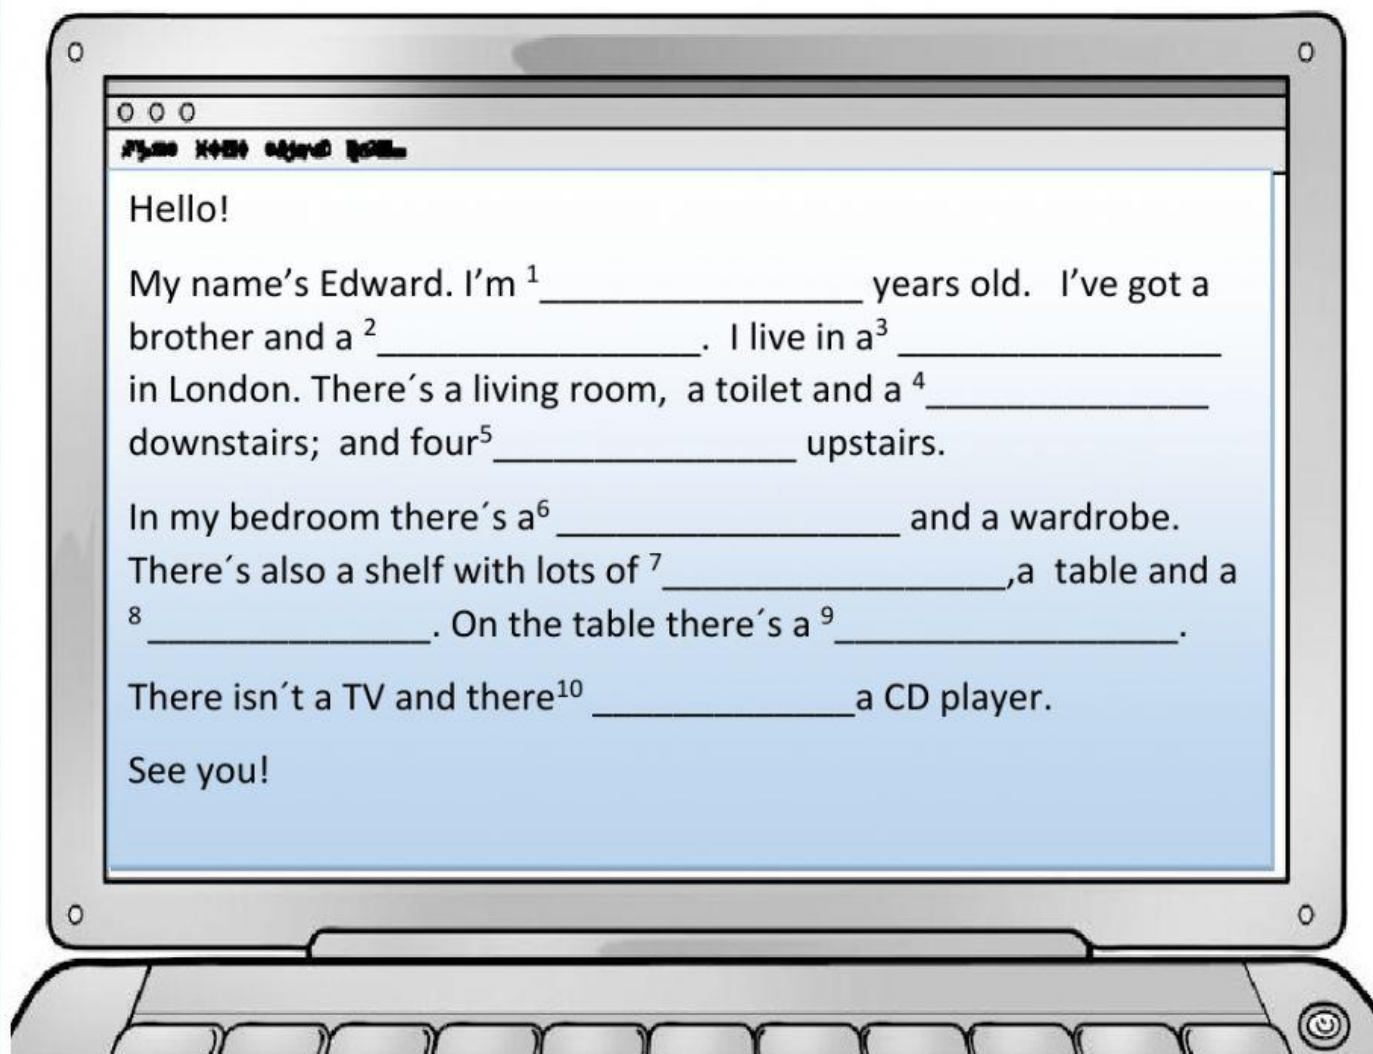 Hello!
My name’s Edward. I’m ¹________________ years old.   I’ve got a
brother and a ²________________.  I live in a³ ________________
in London. There´s a living room,  a toilet and a ⁴______________
downstairs;  and four⁵_______________ upstairs.
In my bedroom there´s a⁶ _________________ and a wardrobe.
There´s also a shelf with lots of ⁷_________________,a  table and a
⁸ ______________. On the table there´s a ⁹_________________.
There isn´t a TV and there¹⁰ _____________a CD player.
See you!